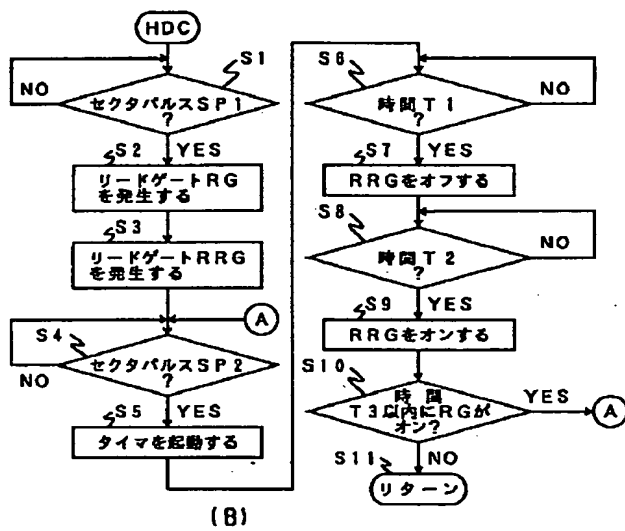 HDC
S1
セクタパルスSP1
?
NO
YES
S2
リードゲートRG
を発生する
S3
リードゲートRRG
を発生する
A
S4
セクタパルスSP2
?
NO
YES
S5
タイマを起動する
S6
時間T1
?
NO
YES
S7
RRGをオフする
S8
時間T2
?
NO
YES
S9
RRGをオンする
S10
時間
T3以内にRGが
オン?
YES
A
NO
S11
リターン
(B)